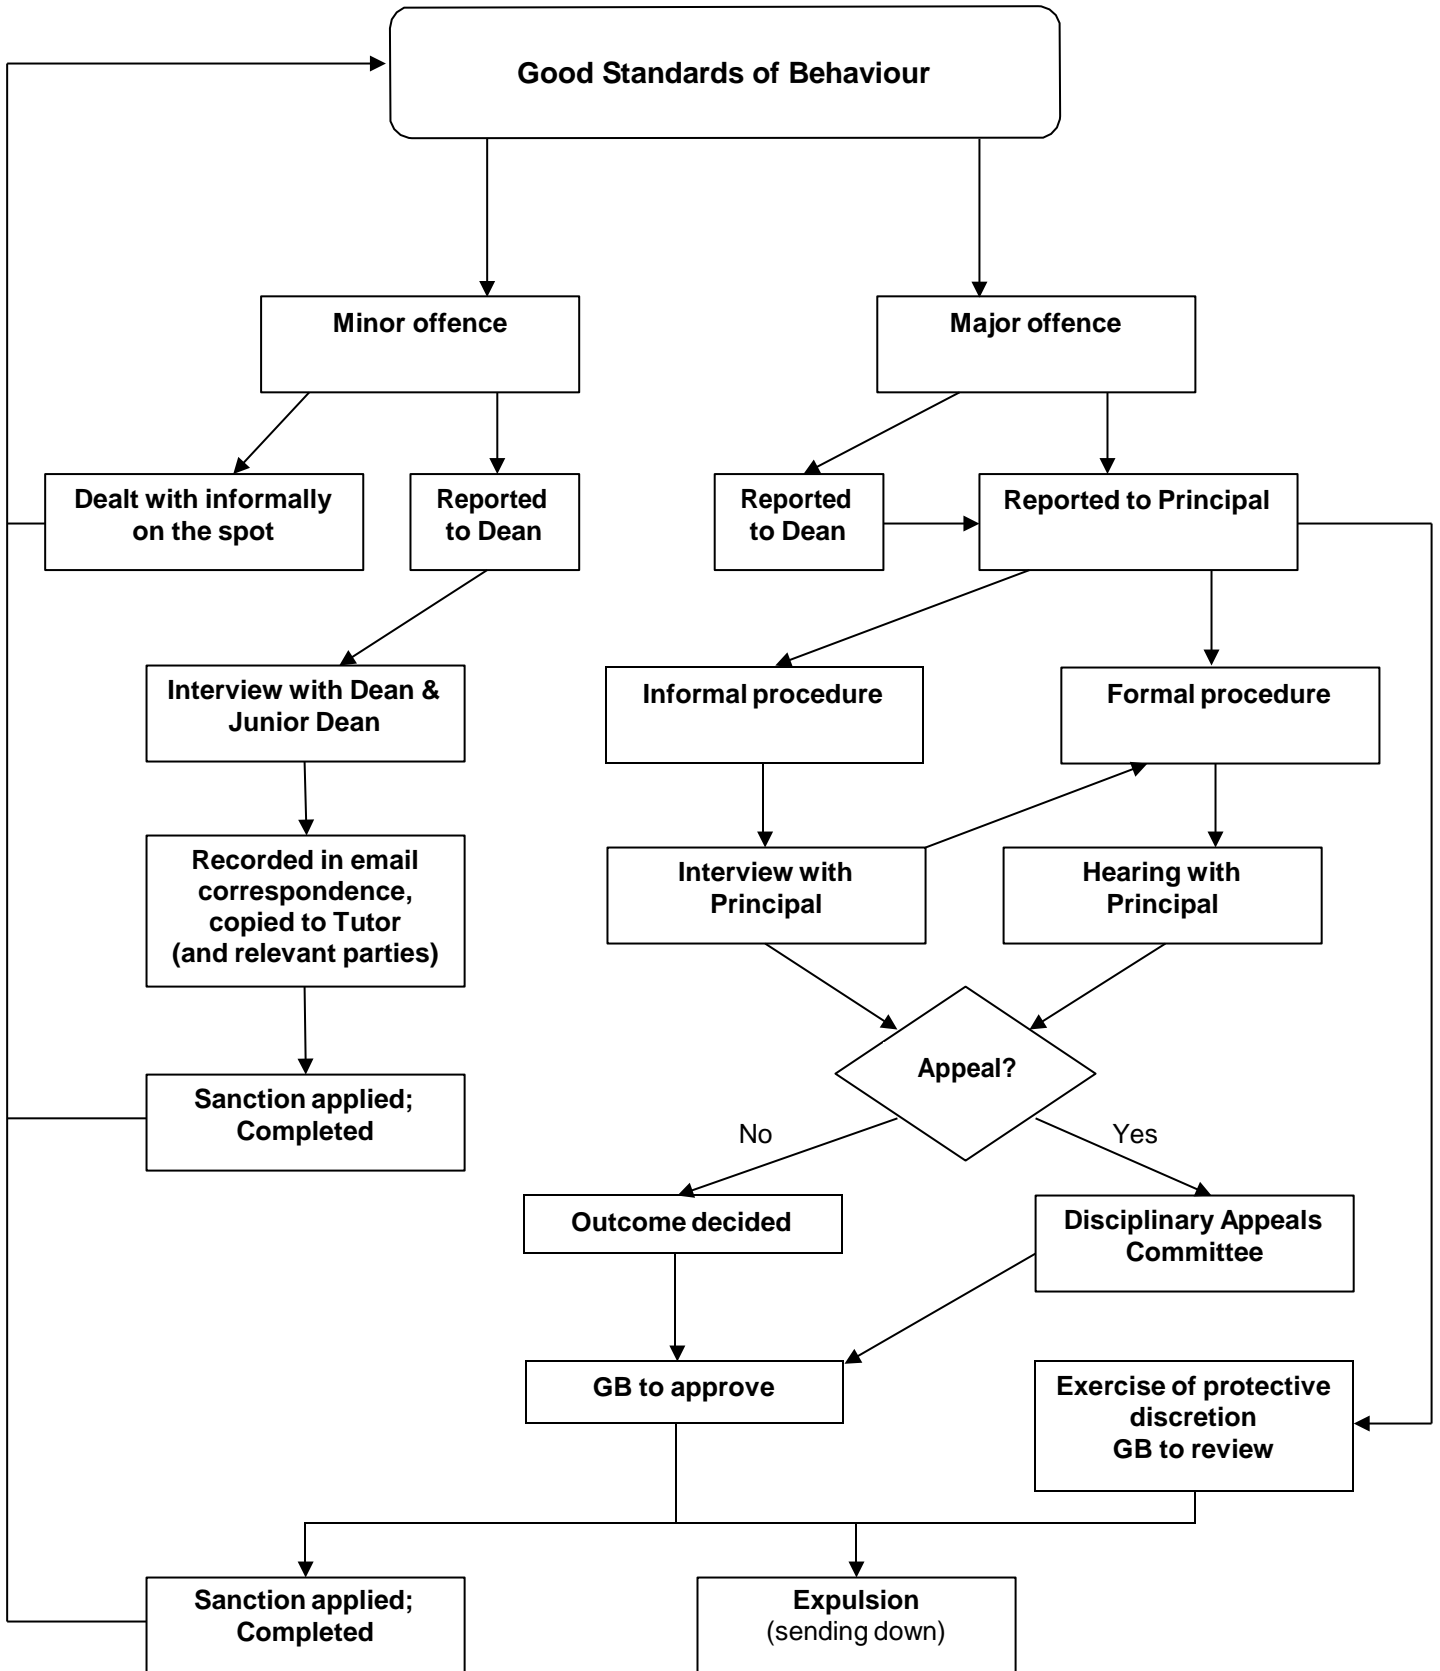 Good Standards of Behaviour
Minor offence
Major offence
Dealt with informally
on the spot
Reported
to Dean
Reported
to Dean
Reported to Principal
Interview with Dean &
Junior Dean
Informal procedure
Formal procedure
Recorded in email
correspondence,
copied to Tutor
(and relevant parties)
Interview with
Principal
Hearing with
Principal
Appeal?
Sanction applied;
Completed
No
Yes
Outcome decided
Disciplinary Appeals
Committee
GB to approve
Exercise of protective
discretion
GB to review
Sanction applied;
Completed
Expulsion
(sending down)